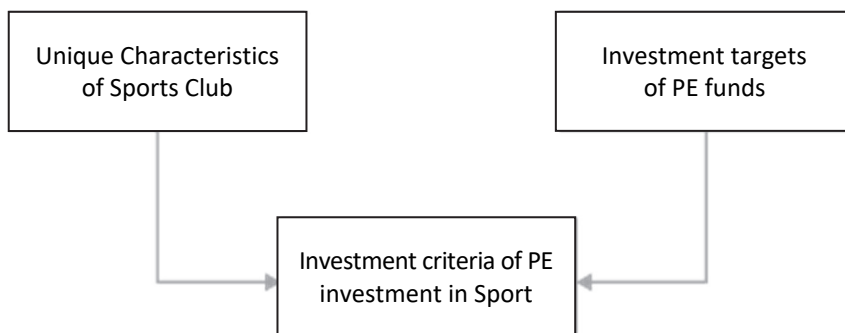 Unique Characteristics
of Sports Club
Investment targets
of PE funds
Investment criteria of PE
investment in Sport